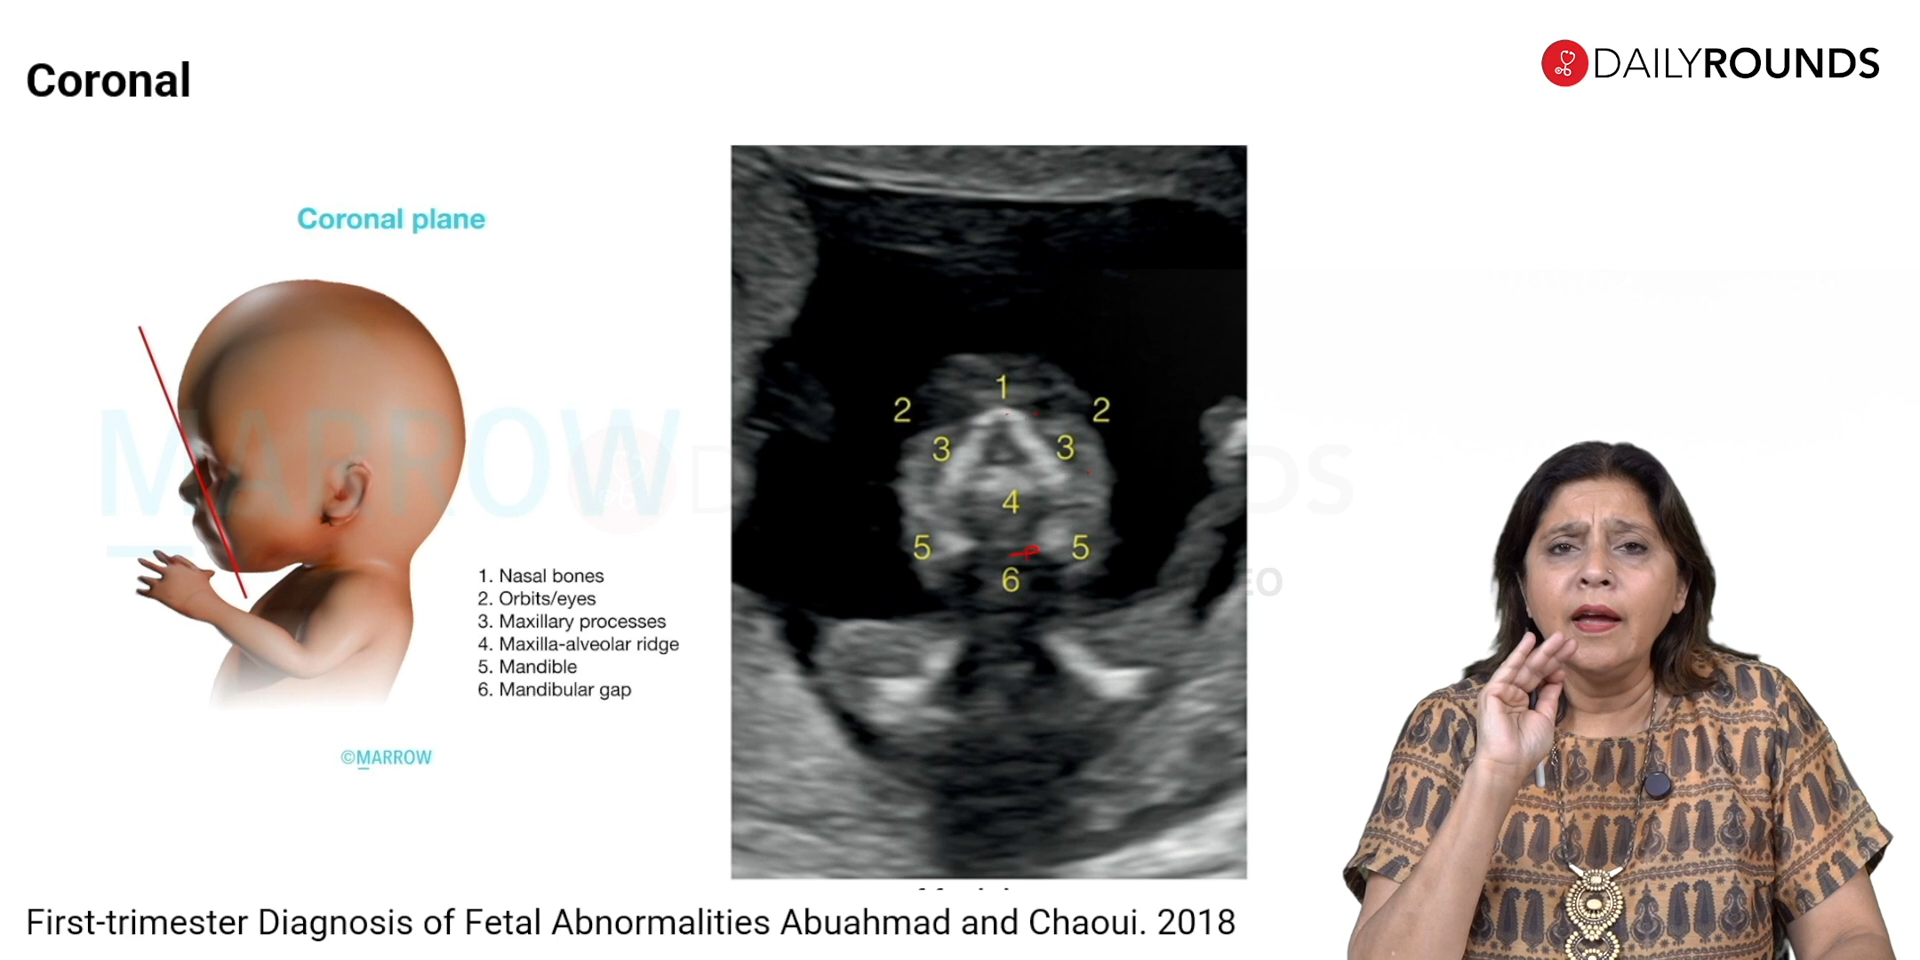 Coronal
DAILYROUNDS
Coronal plane
MARROW
1
2
2
3
3
4
5
5
6
1. Nasal bones
2. Orbits/eyes
3. Maxillary processes
4. Maxilla-alveolar ridge
5. Mandible
6. Mandibular gap
©MARROW
First-trimester Diagnosis of Fetal Abnormalities Abuahmad and Chaoui. 2018